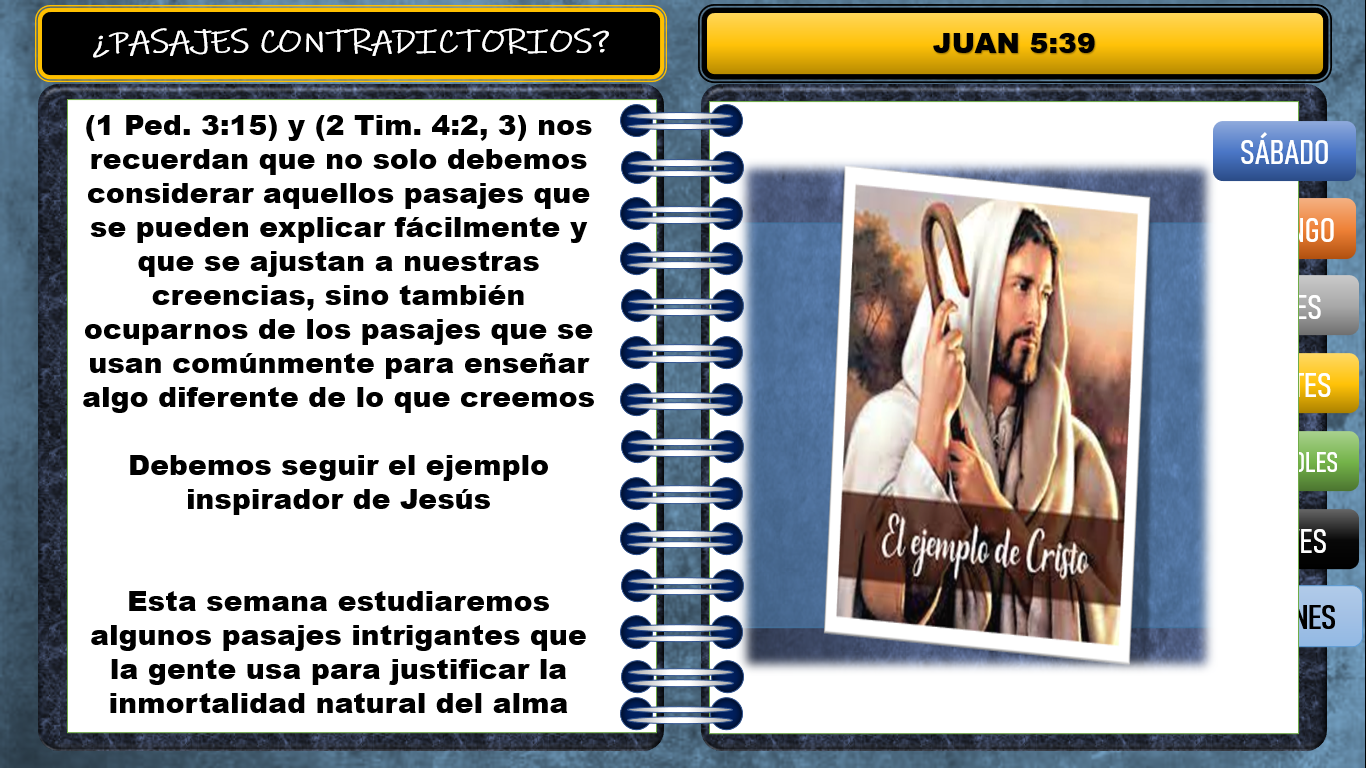 ¿PASAJES CONTRADICTORIOS?
JUAN 5:39
(1 Ped. 3:15) y (2 Tim. 4:2, 3) nos
recuerdan que no solo debemos
considerar aquellos pasajes que
se pueden explicar fácilmente y
que se ajustan a nuestras
creencias, sino también
ocuparnos de los pasajes que se
usan comúnmente para enseñar
algo diferente de lo que creemos
Debemos seguir el ejemplo
inspirador de Jesús
Esta semana estudiaremos
algunos pasajes intrigantes que
la gente usa para justificar la
inmortalidad natural del alma
El ejemplo de Cristo
SÁBADO
NGO
ES
TES
OLES
ES
NES